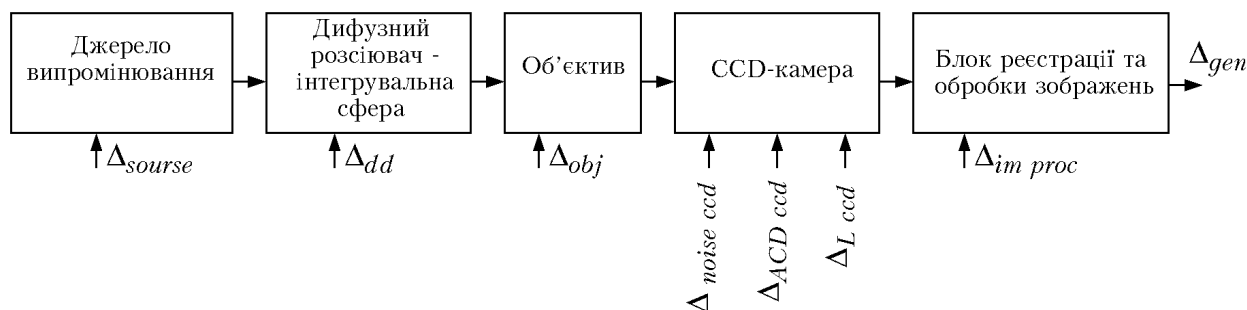 Джерело
випромінювання
Дифузний
розсіювач -
інтегрувальна
сфера
Об’єктив
CCD-камера
Блок реєстрації та
обробки зображень
Δgen
Δsourse
Δdd
Δobj
Δ noise ccd
ΔACD ccd
ΔL ccd
Δim proc